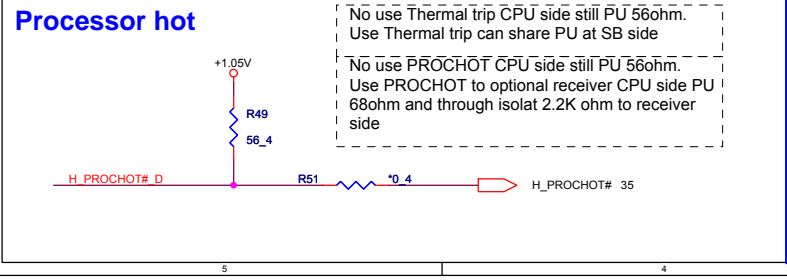 Processor hot
No use Thermal trip CPU side still PU 56ohm.
Use Thermal trip can share PU at SB side
No use PROCHOT CPU side still PU 56ohm.
Use PROCHOT to optional receiver CPU side PU
68ohm and through isolat 2.2K ohm to receiver
side
+1.05V
R49
56_4
H_PROCHOT#_D
R51
*0_4
H_PROCHOT# 35
5
4